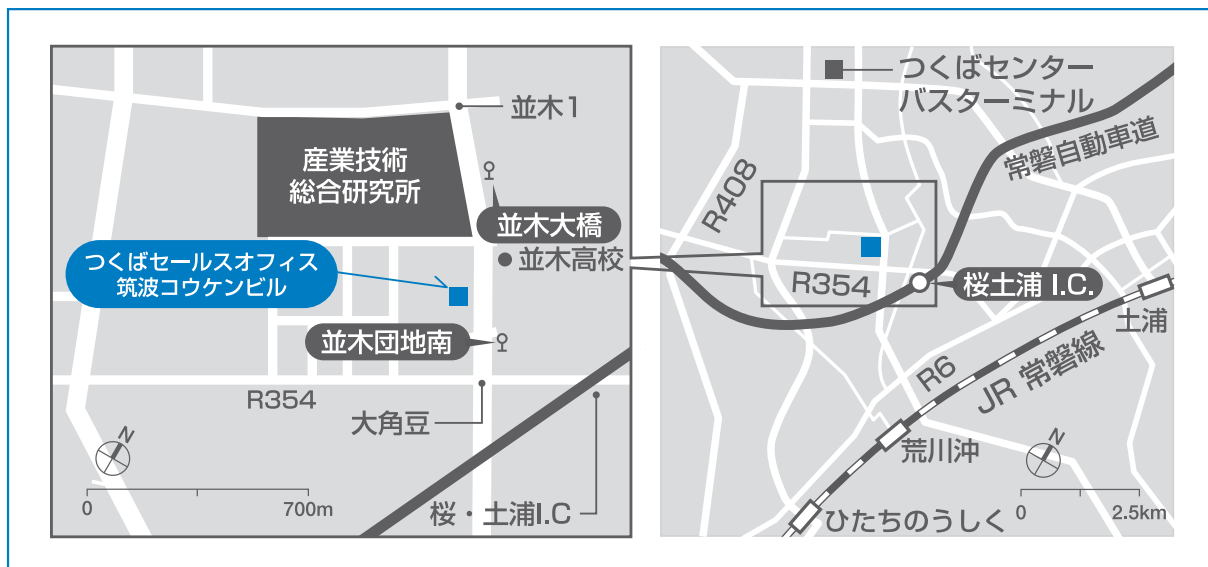 並木1
産業技術
総合研究所
並木大橋
並木高校
つくばセールスオフィス
筑波コウケンビル
並木団地南
R354
大角豆
N
0
700m
桜・土浦I.C
つくばセンター
バスターミナル
常磐自動車道
R408
R354
桜土浦 I.C.
土浦
R6
JR 常磐線
荒川沖
N
ひたちのうしく
0
2.5km